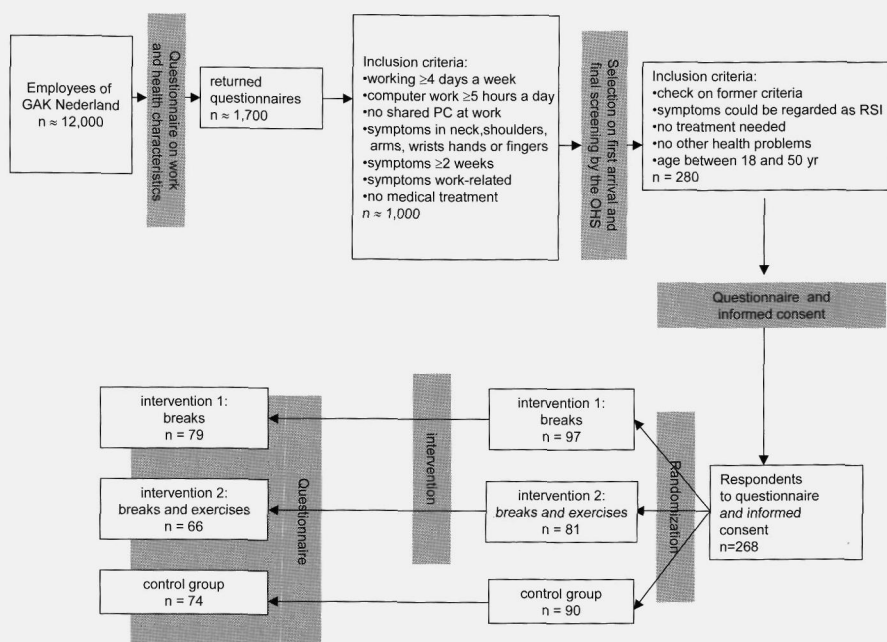 Employees of
GAK Nederland
n ≈ 12,000
Questionnaire on work
and health characteristics
returned
questionnaires
n ≈ 1,700
Inclusion criteria:
•working ≥4 days a week
•computer work ≥5 hours a day
•no shared PC at work
•symptoms in neck,shoulders,
arms, wrists hands or fingers
•symptoms ≥2 weeks
•symptoms work-related
•no medical treatment
n ≈ 1,000
Selection on first arrival and
final screening by the OHS
Inclusion criteria:
•check on former criteria
•symptoms could be regarded as RSI
•no treatment needed
•no other health problems
•age between 18 and 50 yr
n = 280
Questionnaire and
informed consent
Respondents
to questionnaire
and informed
consent
n=268
Randomization
intervention 1:
breaks
n = 97
intervention 2:
breaks and exercises
n = 81
control group
n = 90
intervention
Questionnaire
intervention 1:
breaks
n = 79
intervention 2:
breaks and exercises
n = 66
control group
n = 74